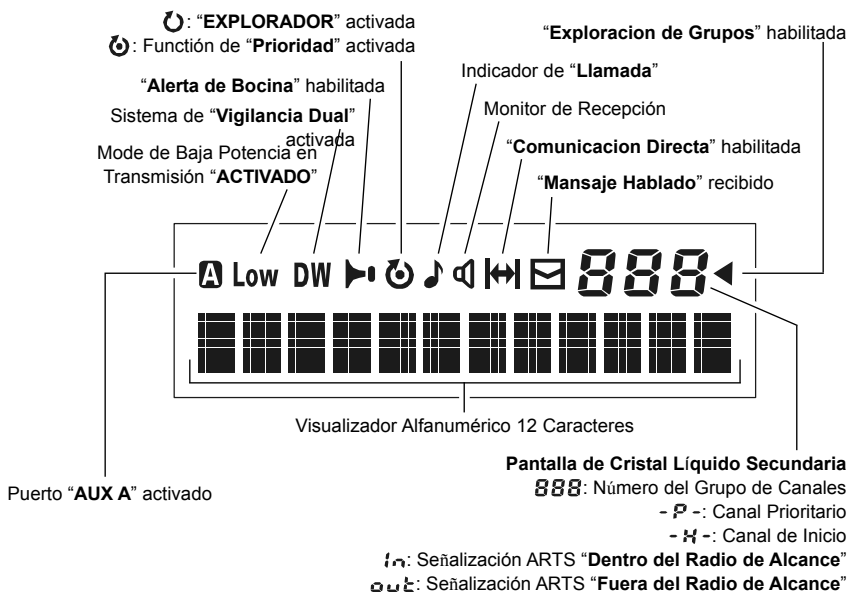 : “EXPLORADOR” activada
: Función de “Prioridad” activada
“Exploracion de Grupos” habilitada
“Alerta de Bocina” habilitada
Indicador de “Llamada”
Sistema de “Vigilancia Dual”
activada
Monitor de Recepción
Mode de Baja Potencia en
Transmisión “ACTIVADO”
“Comunicacion Directa” habilitada
“Mansaje Hablado” recibido
A Low DW 888
Visualizador Alfanumérico 12 Caracteres
Puerto “AUX A” activado
Pantalla de Cristal Líquido Secundaria
888: Número del Grupo de Canales
- P -: Canal Prioritario
- H -: Canal de Inicio
In: Señalización ARTS “Dentro del Radio de Alcance”
out: Señalización ARTS “Fuera del Radio de Alcance”